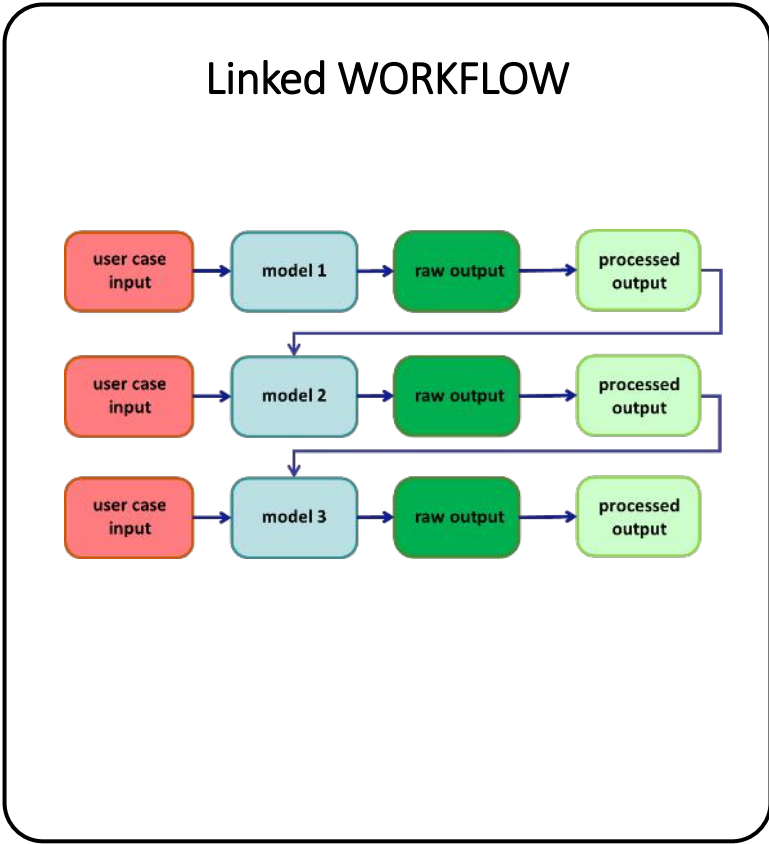 Linked WORKFLOW
user case
input
model 1
raw output
processed
output
user case
input
model 2
raw output
processed
output
user case
input
model 3
raw output
processed
output